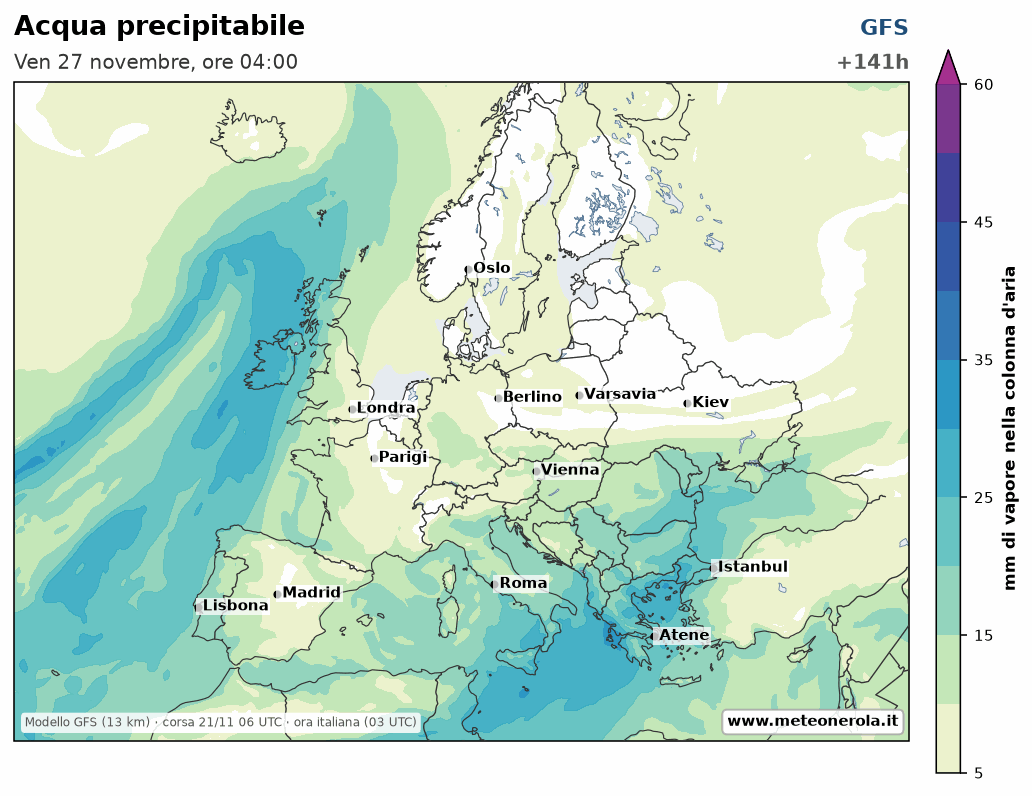 Acqua precipitabile
GFS
Ven 27 novembre, ore 04:00
+141h
60
45
35
25
15
5
mm di vapore nella colonna d'aria
Oslo
Londra
Berlino
Varsavia
Kiev
Parigi
Vienna
Istanbul
Madrid
Roma
Lisbona
Atene
Modello GFS (13 km) · corsa 21/11 06 UTC · ora italiana (03 UTC)
www.meteonerola.it